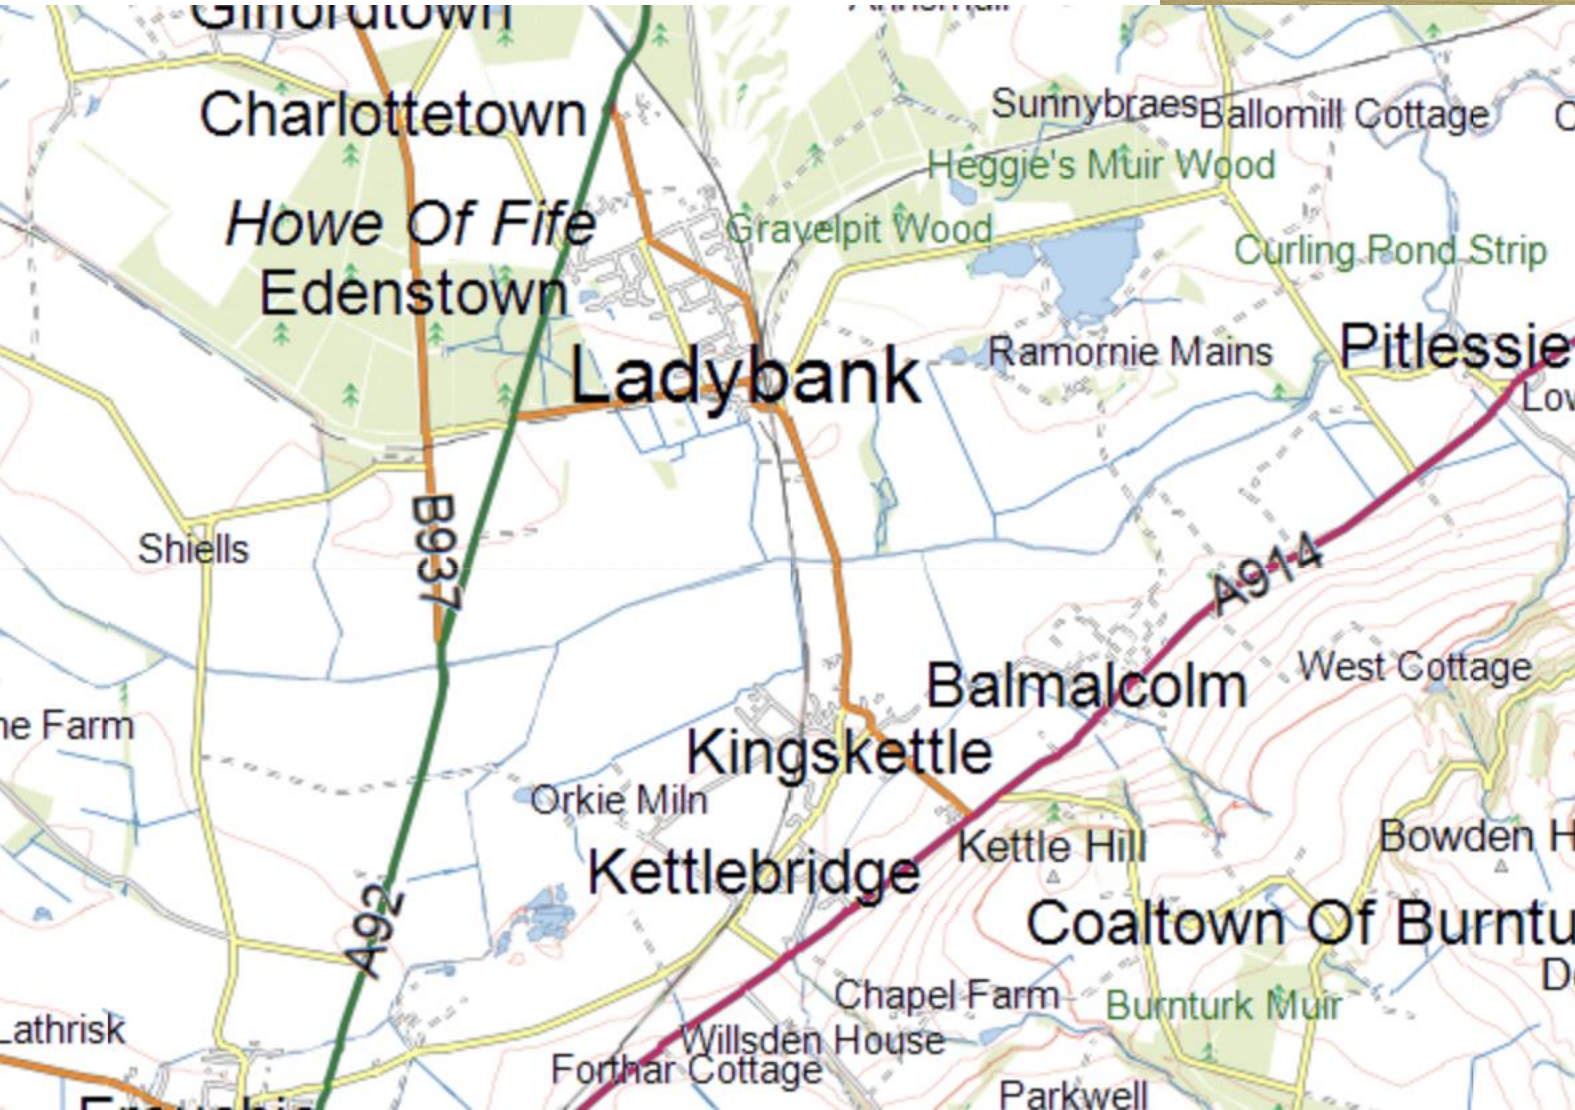 Giffordtown
Charlottetown
Sunnybraes
Ballomill Cottage
Heggie's Muir Wood
Howe Of Fife
Gravelpit Wood
Curling Pond Strip
Edenstown
Ladybank
Ramornie Mains
Pitlessie
B937
Shiells
A914
Balmalcolm
West Cottage
Farm
Kingskettle
Orkie Miln
Kettle Hill
Bowden
Kettlebridge
Coaltown Of Burntu
A92
Chapel Farm
Burnturk Muir
Lathrisk
Willsden House
Forthar Cottage
Parkwell